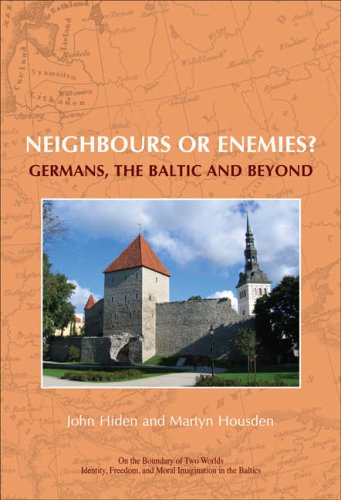 NEIGHBOURS OR ENEMIES?
GERMANS, THE BALTIC AND BEYOND
John Hiden and Martyn Housden
On the Boundary of Two Worlds
Identity, Freedom, and Moral Imagination in the Baltics